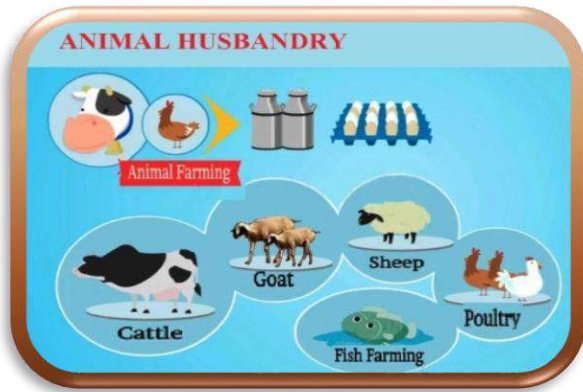 ANIMAL HUSBANDRY
Animal Farming
Cattle
Goat
Sheep
Poultry
Fish Farming